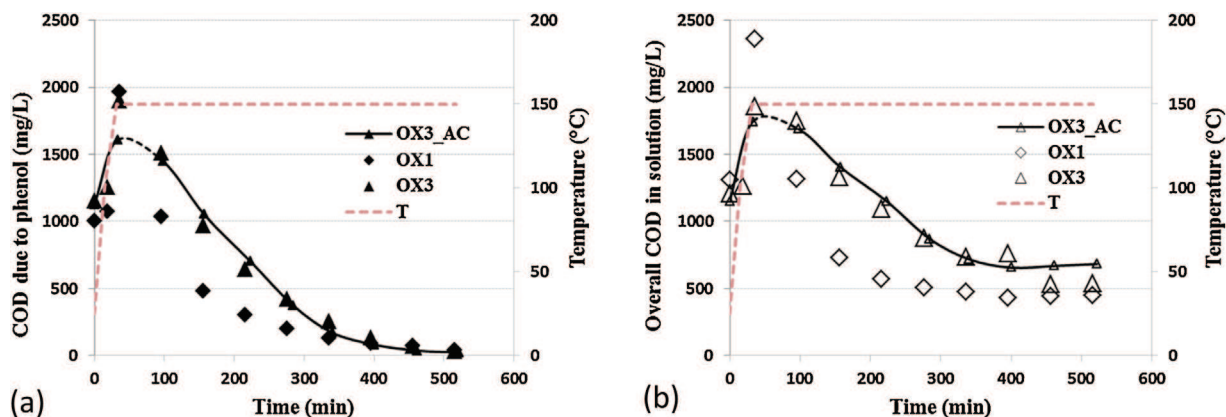 2500
2000
1500
1000
500
0
COD due to phenol (mg/L)
0 100 200 300 400 500 600
Time (min)
200
150
100
50
0
Temperature (°C)
OX3_AC
OX1
OX3
T
(a)
2500
2000
1500
1000
500
0
Overall COD in solution (mg/L)
0 100 200 300 400 500 600
Time (min)
200
150
100
50
0
Temperature (°C)
OX3_AC
OX1
OX3
T
(b)